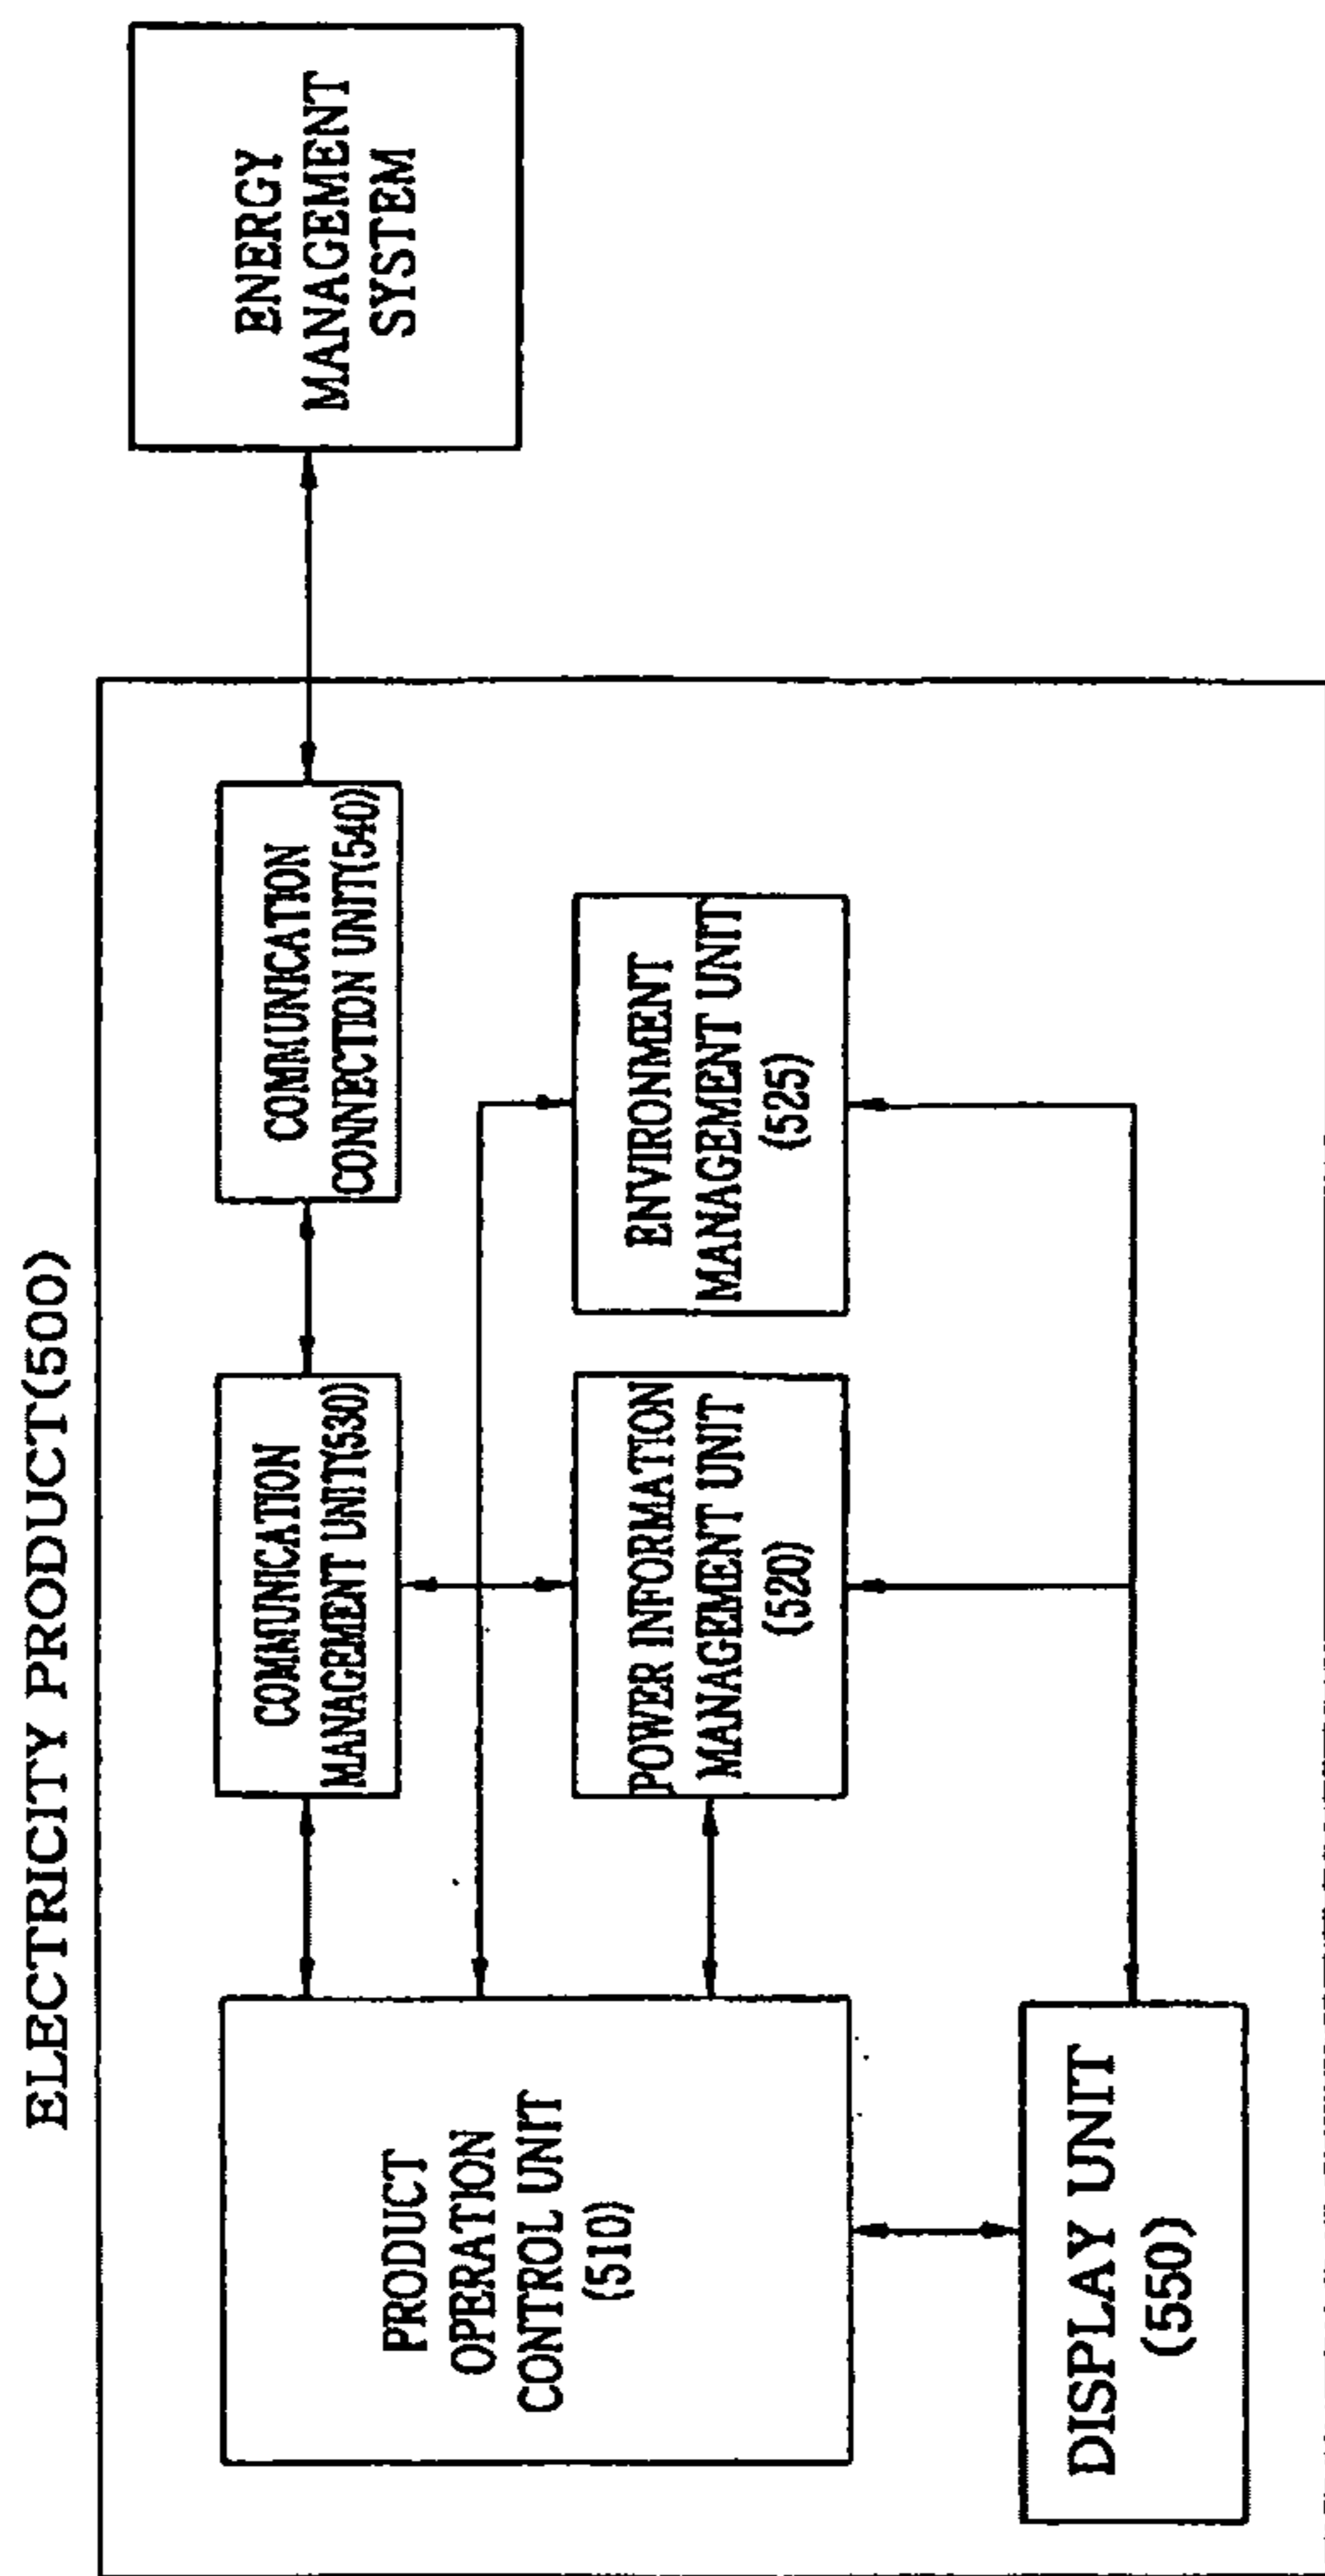 ELECTRICITY PRODUCT(500)
PRODUCT
OPERATION
CONTROL UNIT
(510)
COMMUNICATION
MANAGEMENT UNIT(530)
COMMUNICATION
CONNECTION UNIT(540)
ENERGY
MANAGEMENT
SYSTEM
POWER INFORMATION
MANAGEMENT UNIT
(520)
ENVIRONMENT
MANAGEMENT UNIT
(525)
DISPLAY UNIT
(550)